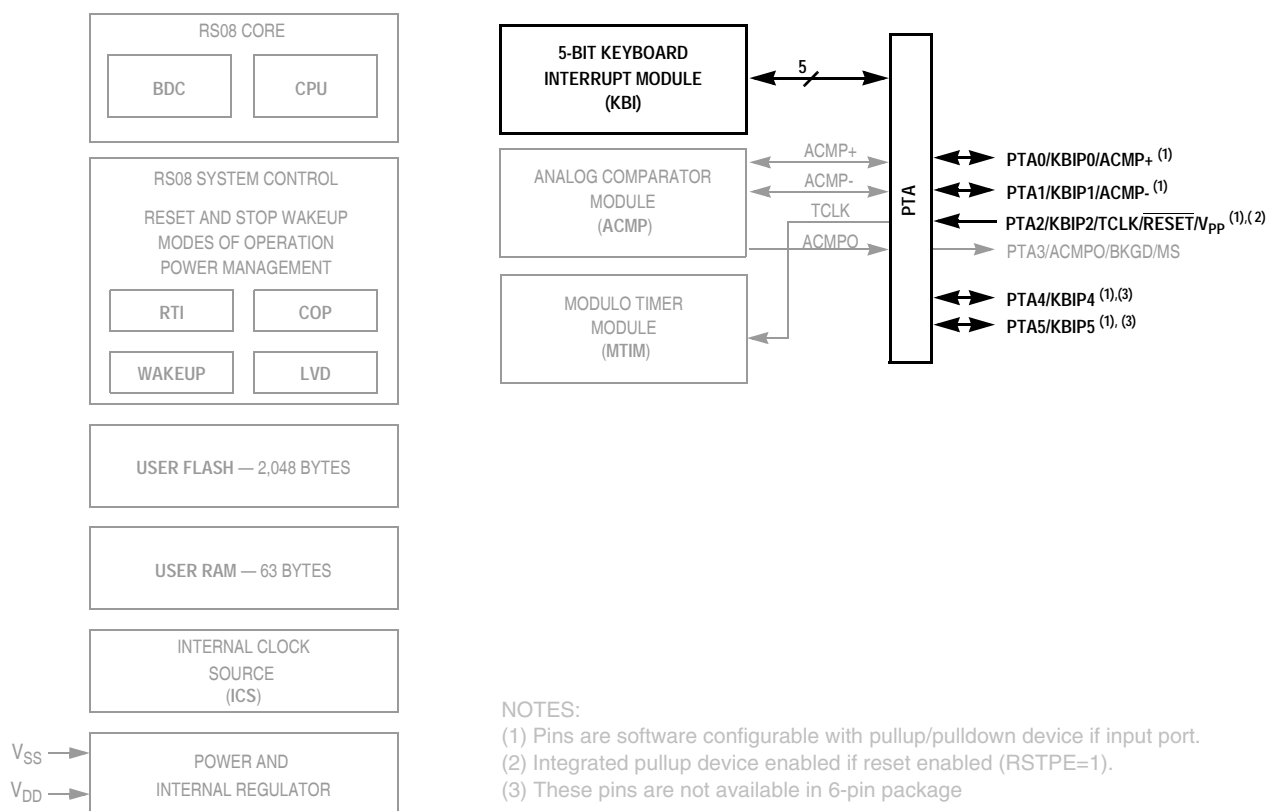 RS08 CORE
BDC
CPU
RS08 SYSTEM CONTROL
RESET AND STOP WAKEUP
MODES OF OPERATION
POWER MANAGEMENT
RTI
COP
WAKEUP
LVD
USER FLASH — 2,048 BYTES
USER RAM — 63 BYTES
INTERNAL CLOCK
SOURCE
(ICS)
VSS
VDD
POWER AND
INTERNAL REGULATOR
5-BIT KEYBOARD
INTERRUPT MODULE
(KBI)
5
ANALOG COMPARATOR
MODULE
(ACMP)
ACMP+
ACMP-
TCLK
ACMPO
MODULO TIMER
MODULE
(MTIM)
PTA
PTA0/KBIP0/ACMP+ (1)
PTA1/KBIP1/ACMP- (1)
PTA2/KBIP2/TCLK/RESET/VPP (1),( 2)
PTA3/ACMPO/BKGD/MS
PTA4/KBIP4 (1),(3)
PTA5/KBIP5 (1), (3)
NOTES:
(1) Pins are software configurable with pullup/pulldown device if input port.
(2) Integrated pullup device enabled if reset enabled (RSTPE=1).
(3) These pins are not available in 6-pin package